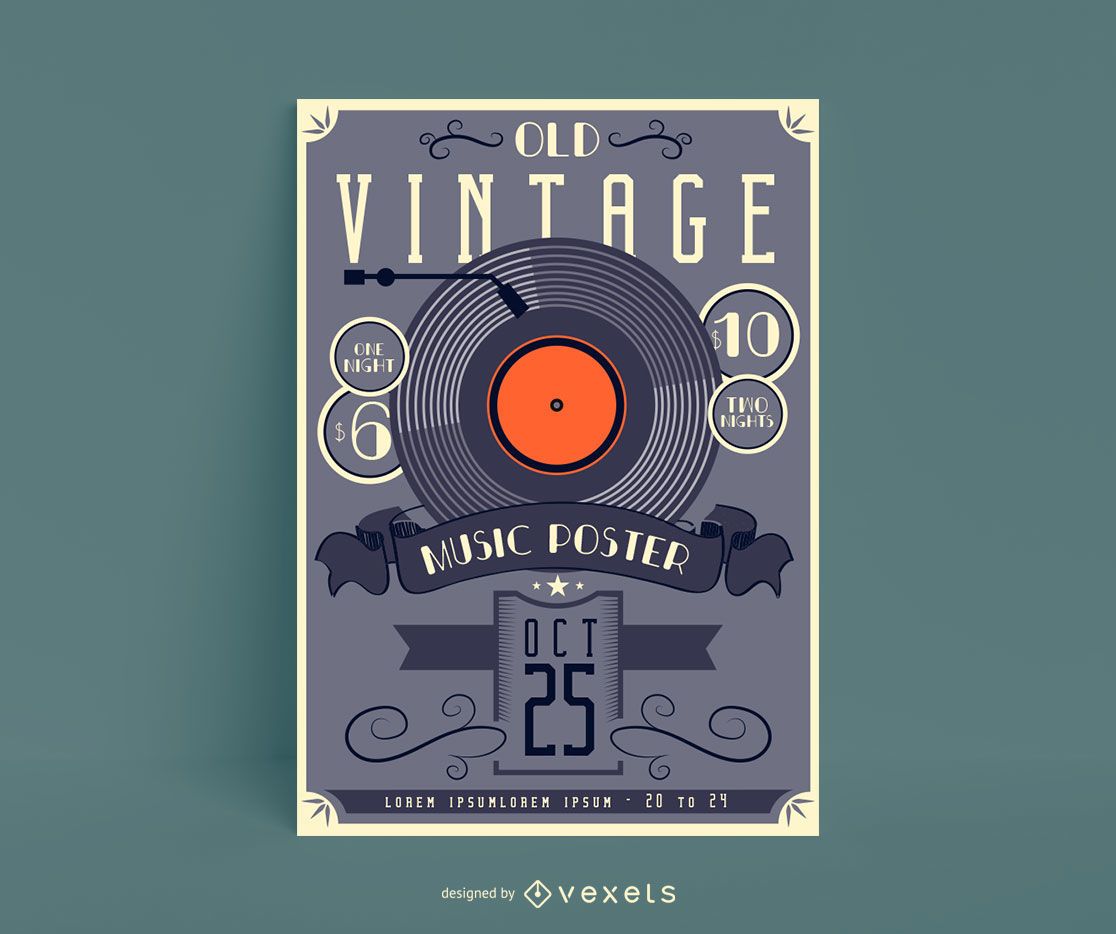 OLD
VINTAGE
$10
ONE
NIGHT
TWO
NIGHTS
$6
MUSIC POSTER
OCT
25
LOREM IPSUMLOREM IPSUM - 20 TO 24
designed by vexels